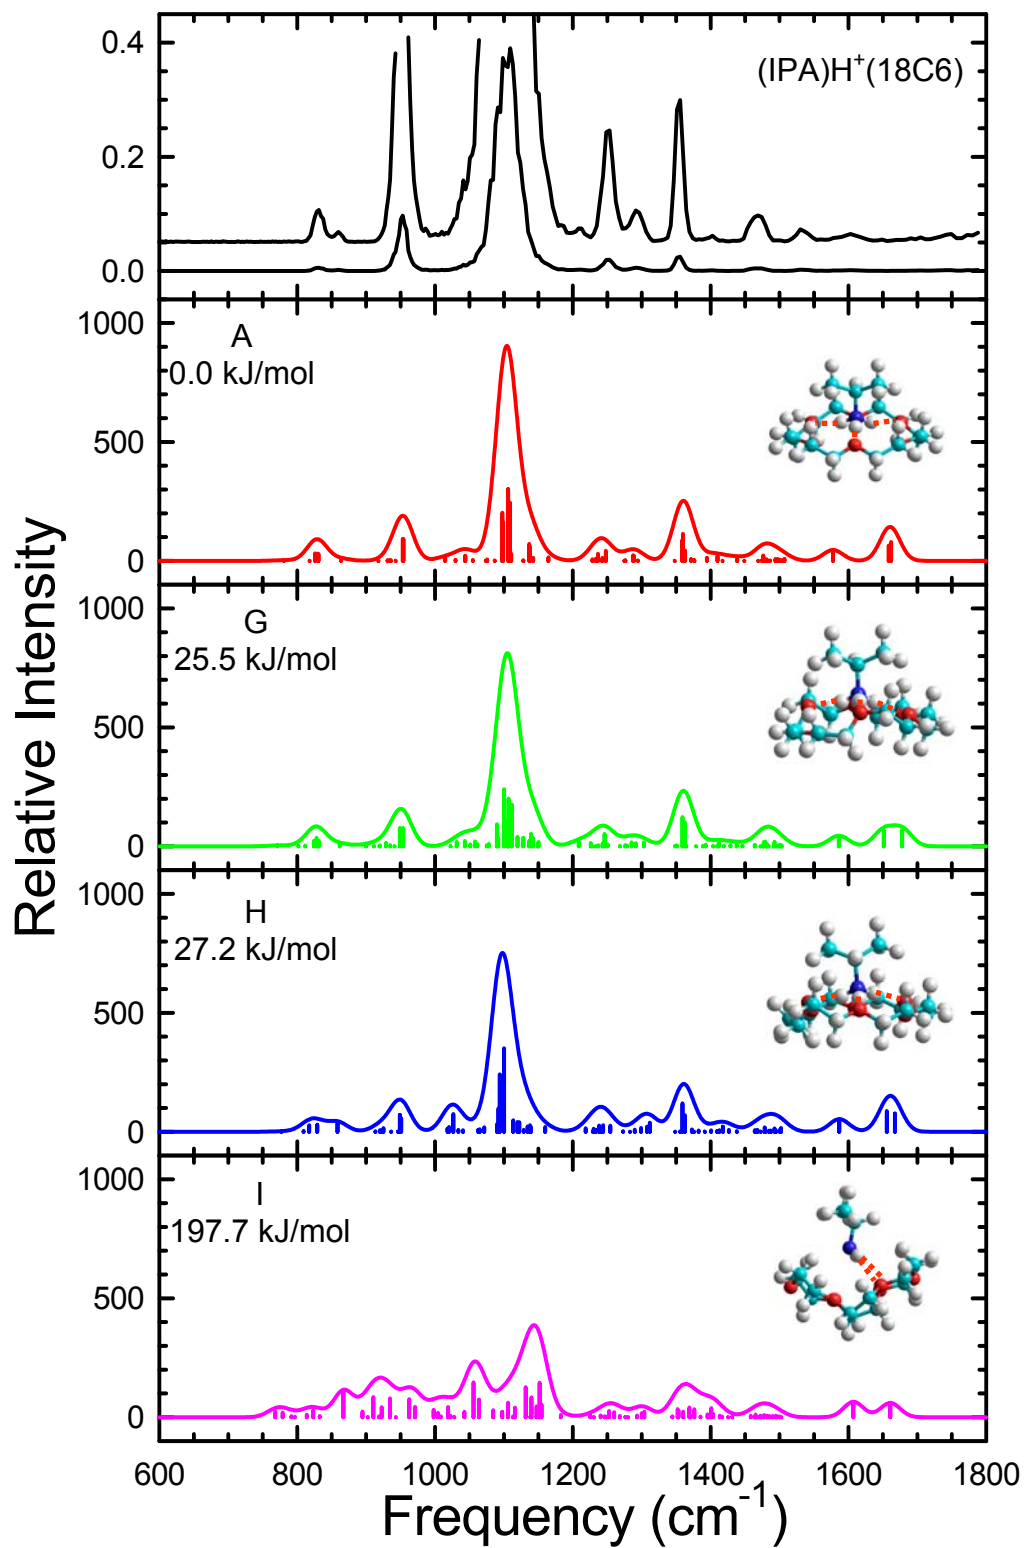 0.4
(IPA)H⁺(18C6)
0.2
0.0
1000
A
0.0 kJ/mol
500
0
1000
G
25.5 kJ/mol
500
0
1000
H
27.2 kJ/mol
500
0
1000
I
197.7 kJ/mol
500
0
Relative Intensity
600 800 1000 1200 1400 1600 1800
Frequency (cm⁻¹)